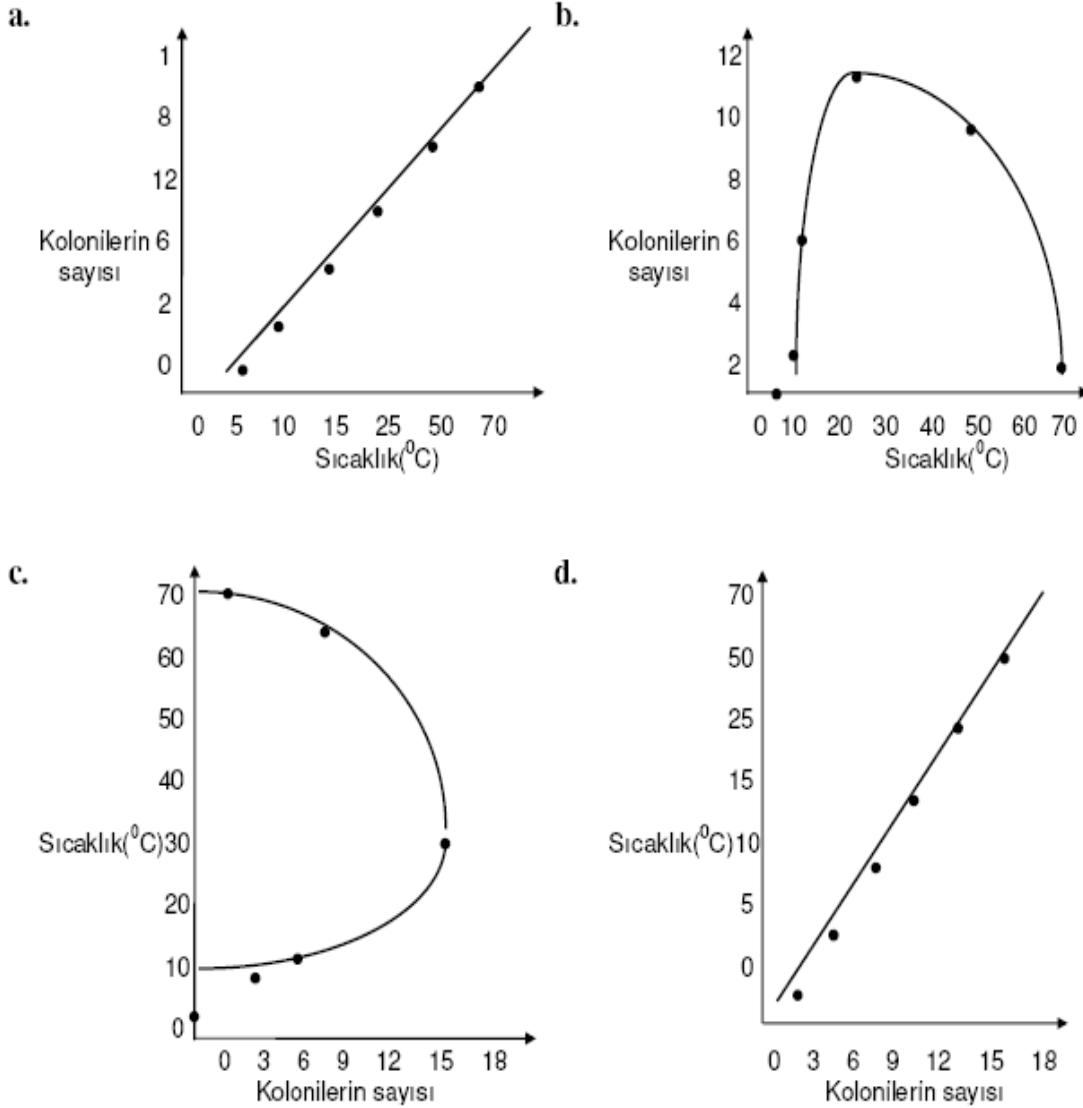 a.
1
8
12
Kolonilerin 6
sayısı
2
0
0 5 10 15 25 50 70
Sıcaklık(⁰C)
b.
12
10
8
Kolonilerin 6
sayısı
4
2
0 10 20 30 40 50 60 70
Sıcaklık(⁰C)
c.
70
60
50
40
Sıcaklık(⁰C)30
20
10
0
0 3 6 9 12 15 18
Kolonilerin sayısı
d.
70
50
25
15
Sıcaklık(⁰C)10
5
0
0 3 6 9 12 15 18
Kolonilerin sayısı